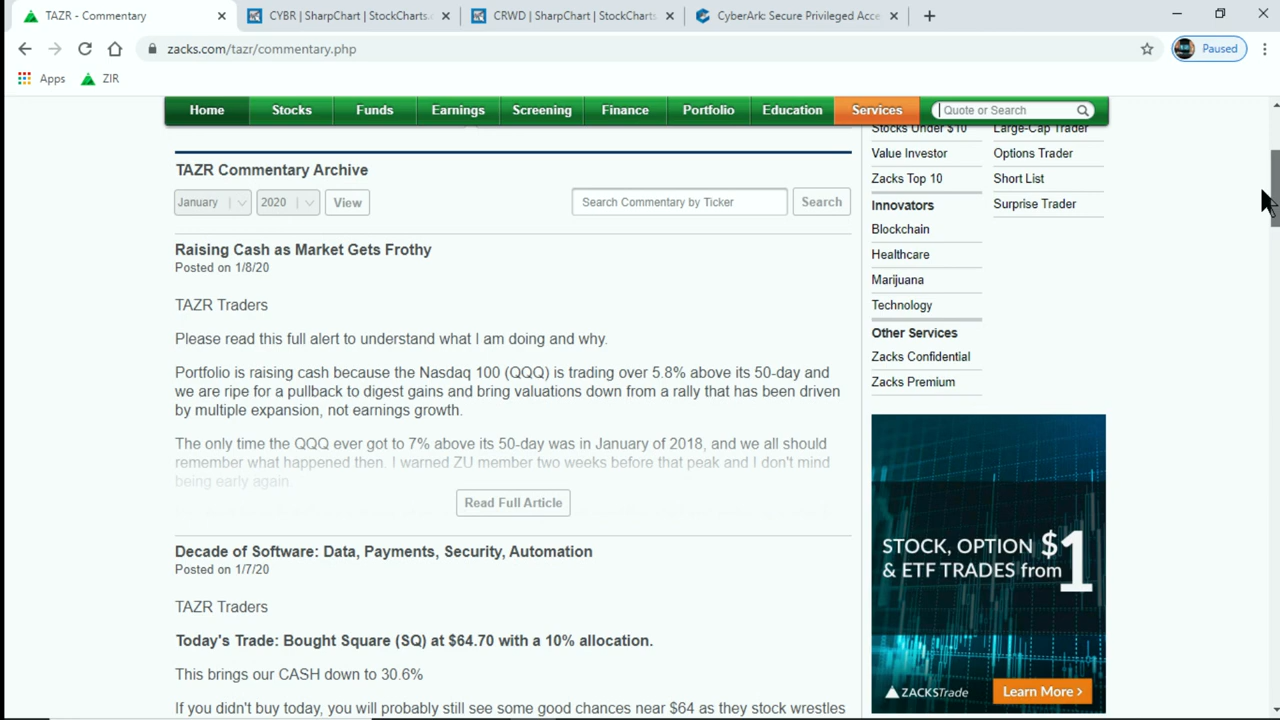 TAZR - Commentary
CYBR | SharpChart | StockCharts.
CRWD | SharpChart | StockCharts
CyberArk: Secure Privileged Acce
zacks.com/tazr/commentary.php
Paused
Apps
ZIR
Home
Stocks
Funds
Earnings
Screening
Finance
Portfolio
Education
Services
Quote or Search
Stocks Under $10
Large-Cap Trader
Value Investor
Options Trader
Zacks Top 10
Short List
Innovators
Surprise Trader
Blockchain
Healthcare
Marijuana
Technology
Other Services
Zacks Confidential
Zacks Premium
TAZR Commentary Archive
January
2020
View
Search Commentary by Ticker
Search
Raising Cash as Market Gets Frothy
Posted on 1/8/20
TAZR Traders
Please read this full alert to understand what I am doing and why.
Portfolio is raising cash because the Nasdaq 100 (QQQ) is trading over 5.8% above its 50-day and
we are ripe for a pullback to digest gains and bring valuations down from a rally that has been driven
by multiple expansion, not earnings growth.
The only time the QQQ ever got to 7% above its 50-day was in January of 2018, and we all should
remember what happened then. I warned ZU member two weeks before that peak and I don't mind
being early again.
Read Full Article
Decade of Software: Data, Payments, Security, Automation
Posted on 1/7/20
TAZR Traders
Today's Trade: Bought Square (SQ) at $64.70 with a 10% allocation.
This brings our CASH down to 30.6%
If you didn't buy today, you will probably still see some good chances near $64 as they stock wrestles
STOCK, OPTION
& ETF TRADES from
$1
ZACKSTrade
Learn More >